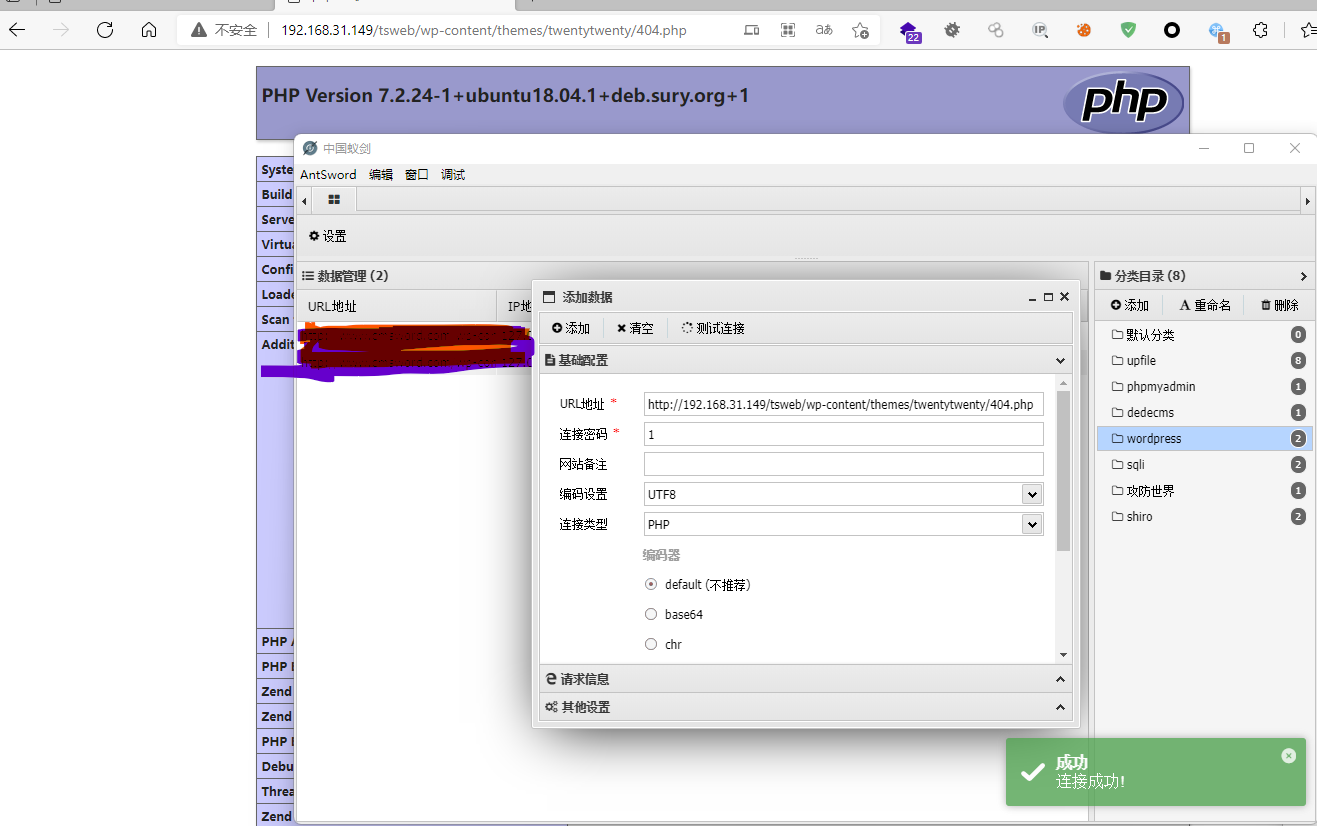 不安全
192.168.31.149/tsweb/wp-content/themes/twentytwenty/404.php
22
IP
1
PHP Version 7.2.24-1+ubuntu18.04.1+deb.sury.org+1
php
中国蚁剑
AntSword 编辑 窗口 调试
设置
数据管理 (2)
URL地址 IP地
添加数据
添加 清空 测试连接
基础配置
URL地址 * http://192.168.31.149/tsweb/wp-content/themes/twentytwenty/404.php
连接密码 * 1
网站备注
编码设置 UTF8
连接类型 PHP
编码器
default (不推荐)
base64
chr
请求信息
其他设置
分类目录 (8)
添加 重命名 删除
默认分类 0
upfile 8
phpmyadmin 1
dedecms 1
wordpress 2
sqli 2
攻防世界 1
shiro 2
成功
连接成功!
Syste
Build
Serve
Virtua
Confi
Loade
Scan
Addit
PHP
PHP
Zend
Zend
PHP
Debu
Threa
Zend